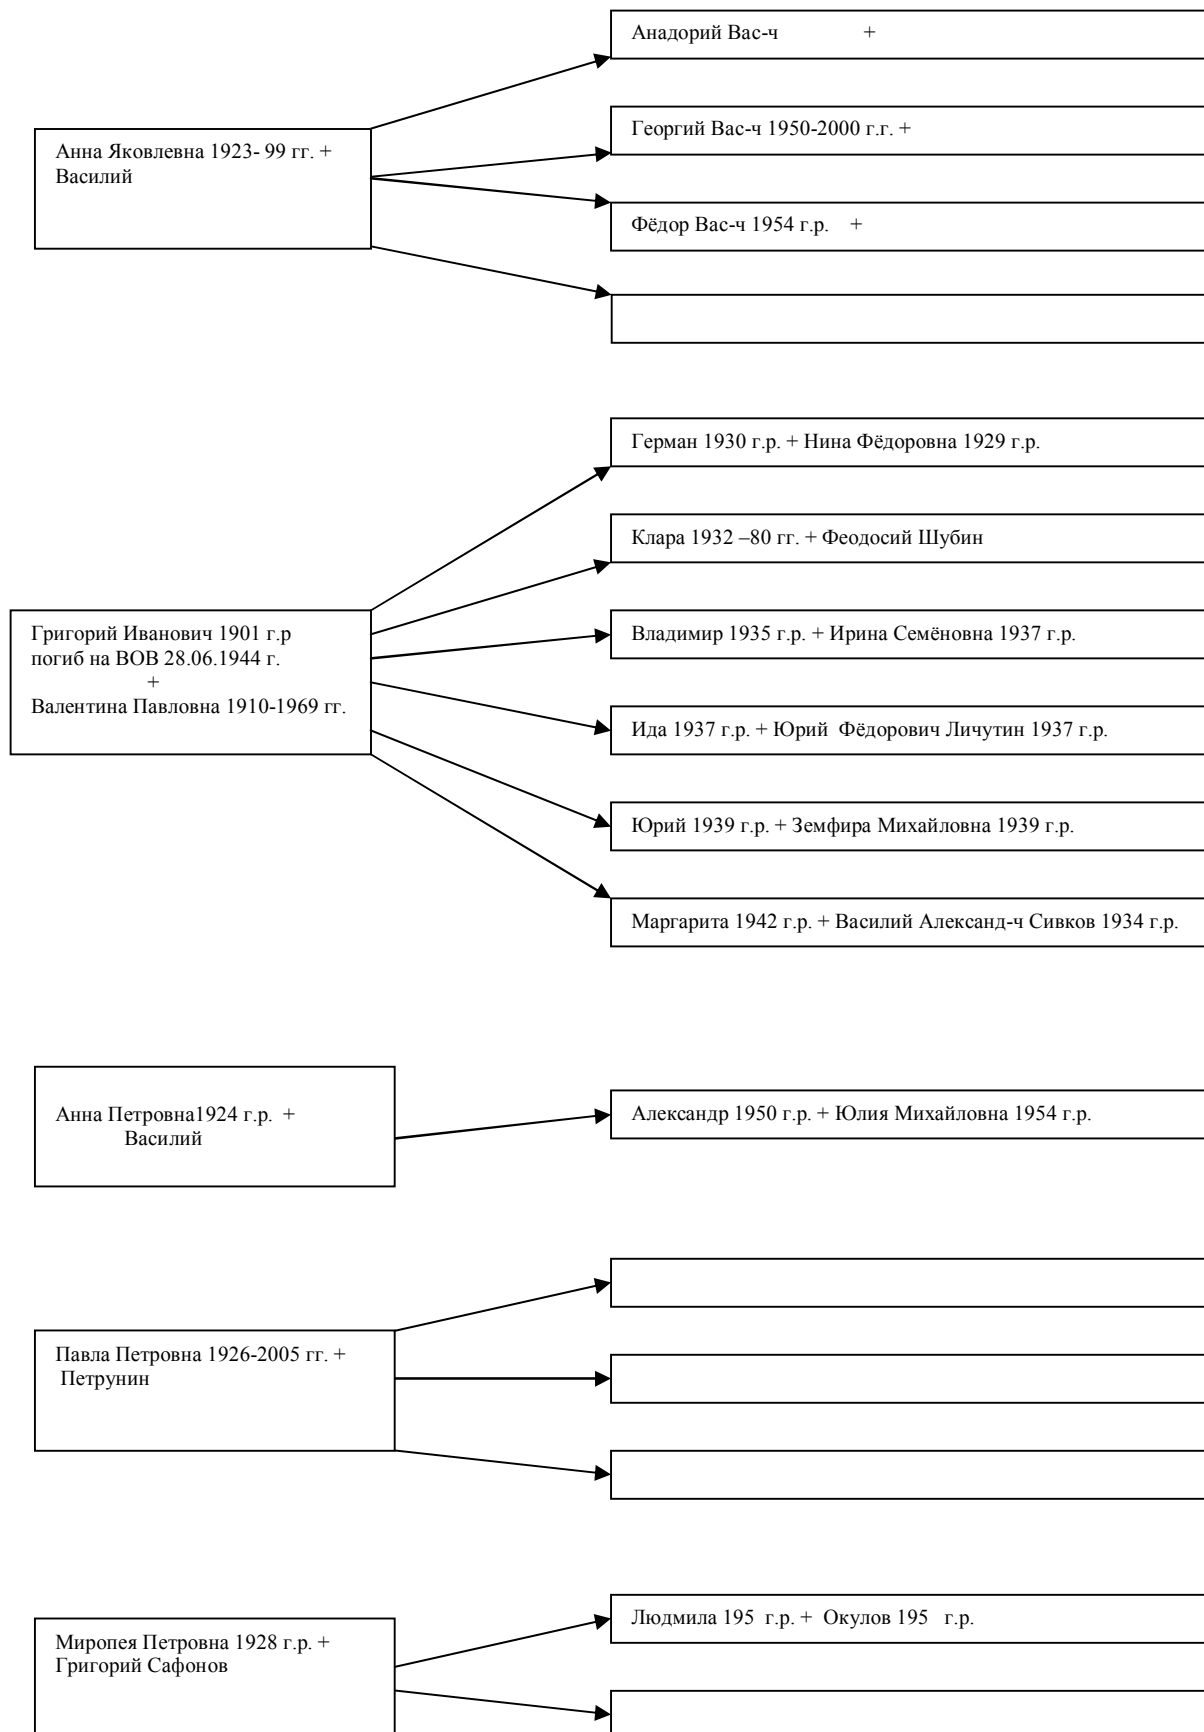 Анадорий Вас-ч +
Георгий Вас-ч 1950-2000 г.г. +
Анна Яковлевна 1923- 99 гг. +
Василий
Фёдор Вас-ч 1954 г.р. +
Герман 1930 г.р. + Нина Фёдоровна 1929 г.р.
Клара 1932 –80 гг. + Феодосий Шубин
Григорий Иванович 1901 г.р
погиб на ВОВ 28.06.1944 г.
+
Валентина Павловна 1910-1969 гг.
Владимир 1935 г.р. + Ирина Семёновна 1937 г.р.
Ида 1937 г.р. + Юрий Фёдорович Личутин 1937 г.р.
Юрий 1939 г.р. + Земфира Михайловна 1939 г.р.
Маргарита 1942 г.р. + Василий Александ-ч Сивков 1934 г.р.
Анна Петровна1924 г.р. +
Василий
Александр 1950 г.р. + Юлия Михайловна 1954 г.р.
Павла Петровна 1926-2005 гг. +
Петрунин
Людмила 195 г.р. + Окулов 195 г.р.
Миропея Петровна 1928 г.р. +
Григорий Сафонов